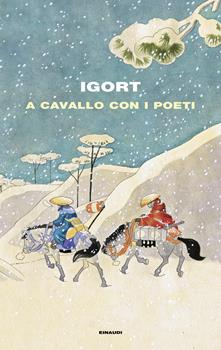 IGORT
A CAVALLO CON I POETI
EINAUDI